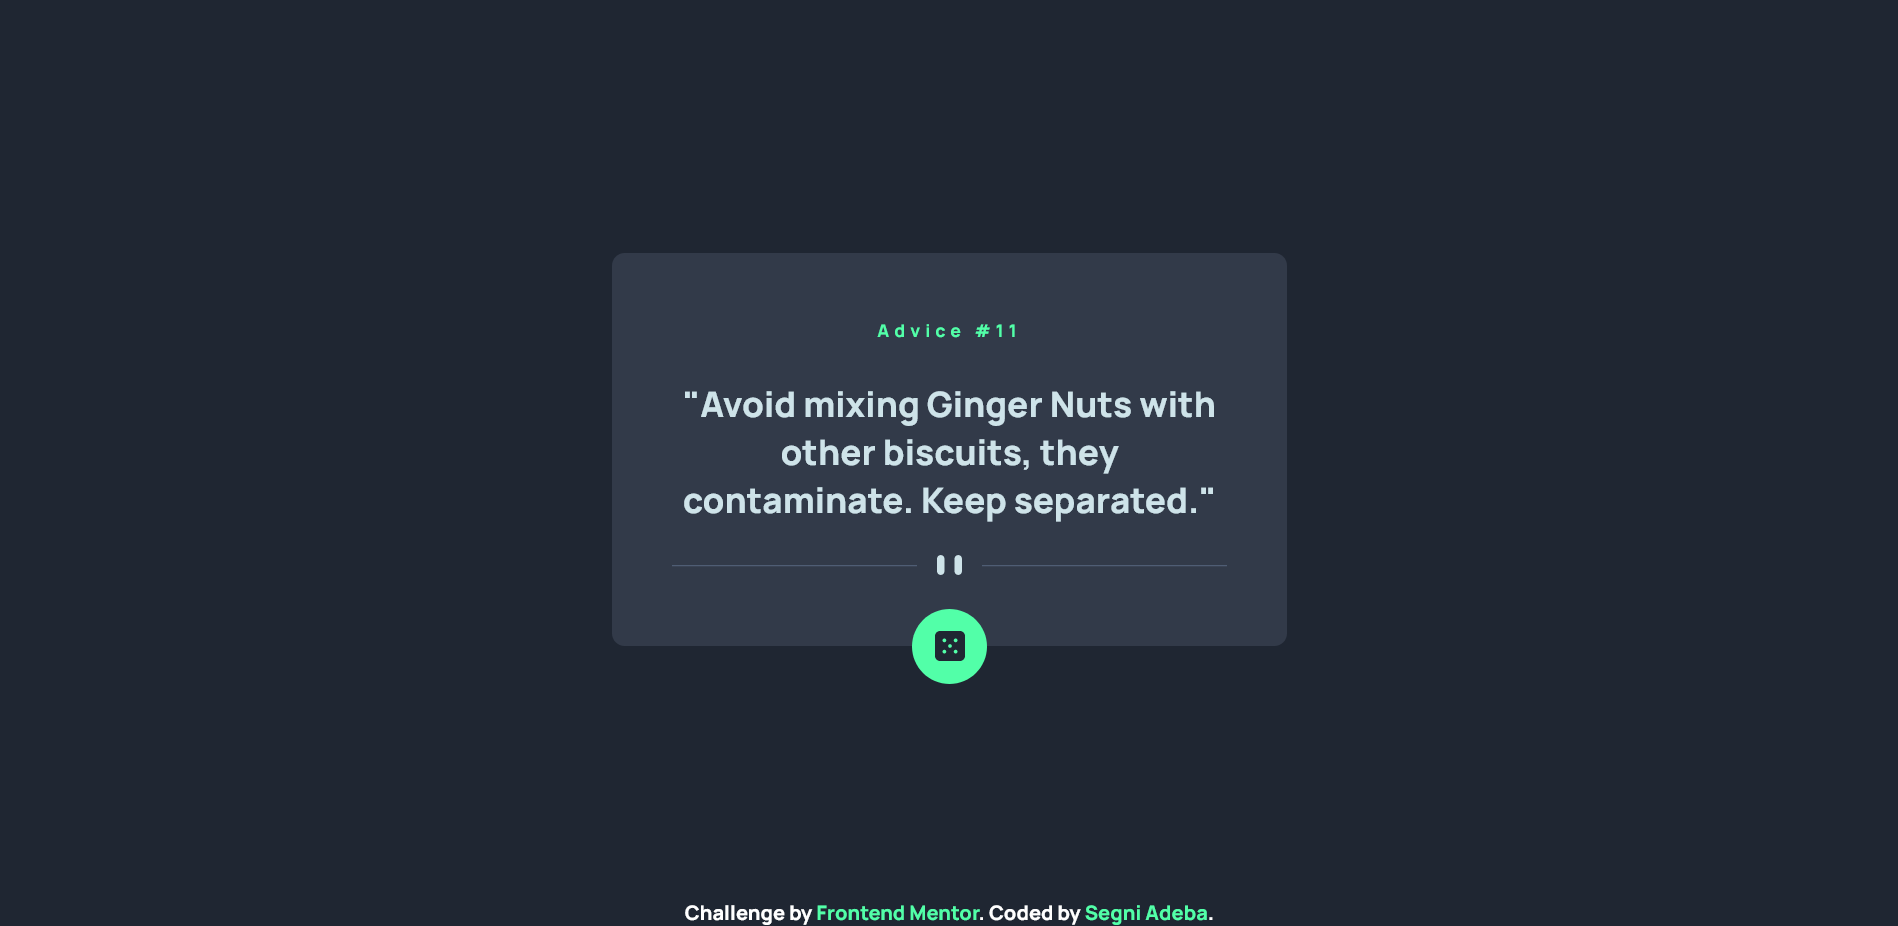 Advice #11
"Avoid mixing Ginger Nuts with
other biscuits, they
contaminate. Keep separated."
Challenge by Frontend Mentor. Coded by Segni Adeba.